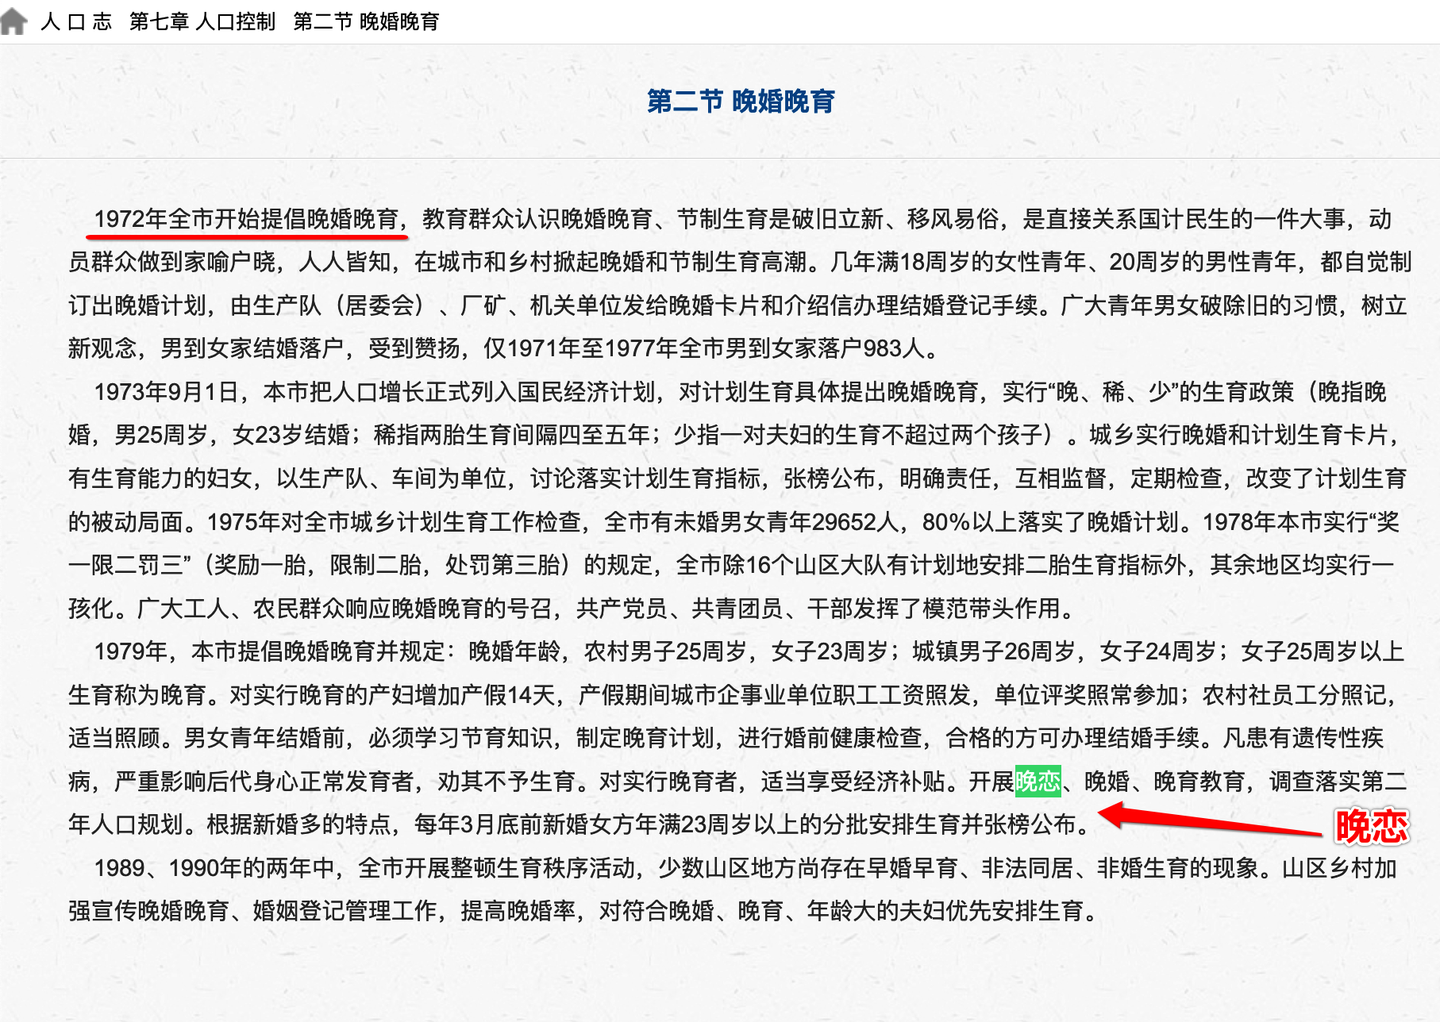 人 口 志 第七章 人口控制 第二节 晚婚晚育
第二节 晚婚晚育
1972年全市开始提倡晚婚晚育，教育群众认识晚婚晚育、节制生育是破旧立新、移风易俗，是直接关系国计民生的一件大事，动
员群众做到家喻户晓，人人皆知，在城市和乡村掀起晚婚和节制生育高潮。几年满18周岁的女性青年、20周岁的男性青年，都自觉制
订出晚婚计划，由生产队（居委会）、厂矿、机关单位发给晚婚卡片和介绍信办理结婚登记手续。广大青年男女破除旧的习惯，树立
新观念，男到女家结婚落户，受到赞扬，仅1971年至1977年全市男到女家落户983人。
1973年9月1日，本市把人口增长正式列入国民经济计划，对计划生育具体提出晚婚晚育，实行“晚、稀、少”的生育政策（晚指晚
婚，男25周岁，女23岁结婚；稀指两胎生育间隔四至五年；少指一对夫妇的生育不超过两个孩子）。城乡实行晚婚和计划生育卡片，
有生育能力的妇女，以生产队、车间为单位，讨论落实计划生育指标，张榜公布，明确责任，互相监督，定期检查，改变了计划生育
的被动局面。1975年对全市城乡计划生育工作检查，全市有未婚男女青年29652人，80%以上落实了晚婚计划。1978年本市实行“奖
一限二罚三”（奖励一胎，限制二胎，处罚第三胎）的规定，全市除16个山区大队有计划地安排二胎生育指标外，其余地区均实行一
孩化。广大工人、农民群众响应晚婚晚育的号召，共产党员、共青团员、干部发挥了模范带头作用。
1979年，本市提倡晚婚晚育并规定：晚婚年龄，农村男子25周岁，女子23周岁；城镇男子26周岁，女子24周岁；女子25周岁以上
生育称为晚育。对实行晚育的产妇增加产假14天，产假期间城市企事业单位职工工资照发，单位评奖照常参加；农村社员工分照记，
适当照顾。男女青年结婚前，必须学习节育知识，制定晚育计划，进行婚前健康检查，合格的方可办理结婚手续。凡患有遗传性疾
病，严重影响后代身心正常发育者，劝其不予生育。对实行晚育者，适当享受经济补贴。开展晚恋、晚婚、晚育教育，调查落实第二
年人口规划。根据新婚多的特点，每年3月底前新婚女方年满23周岁以上的分批安排生育并张榜公布。
晚恋
1989、1990年的两年中，全市开展整顿生育秩序活动，少数山区地方尚存在早婚早育、非法同居、非婚生育的现象。山区乡村加
强宣传晚婚晚育、婚姻登记管理工作，提高晚婚率，对符合晚婚、晚育、年龄大的夫妇优先安排生育。